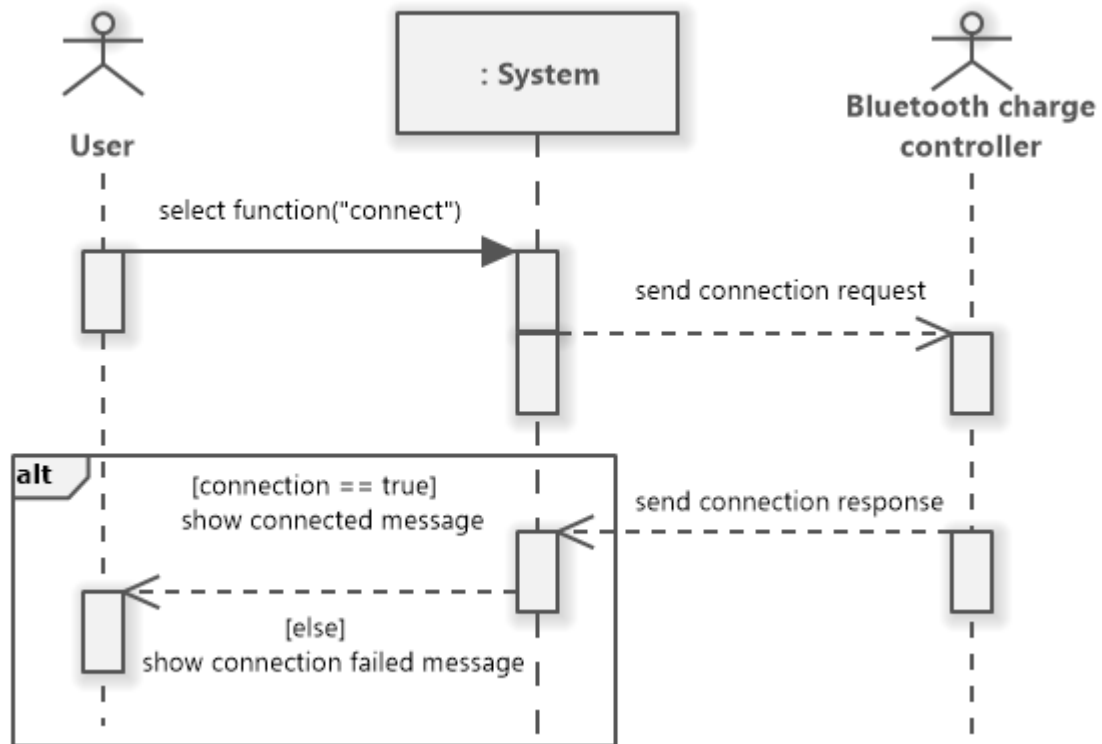 User
: System
Bluetooth charge
controller
select function("connect")
send connection request
alt
[connection == true]
show connected message
send connection response
[else]
show connection failed message